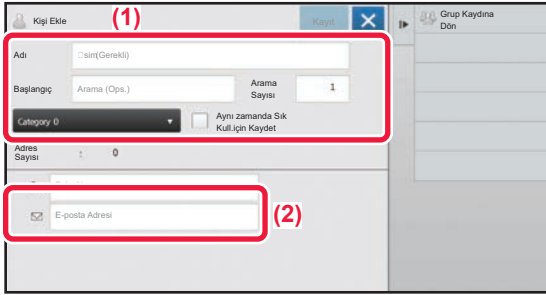 Kişi Ekle
(1)
Kayıt
Grup Kaydına
Dön
Adı
□sim(Gerekli)
Başlangıç
Arama (Ops.)
Arama
Sayısı
1
Category 0
Aynı zamanda Sık
Kull.için Kaydet
Adres
Sayısı
:
0
E-posta Adresi
(2)